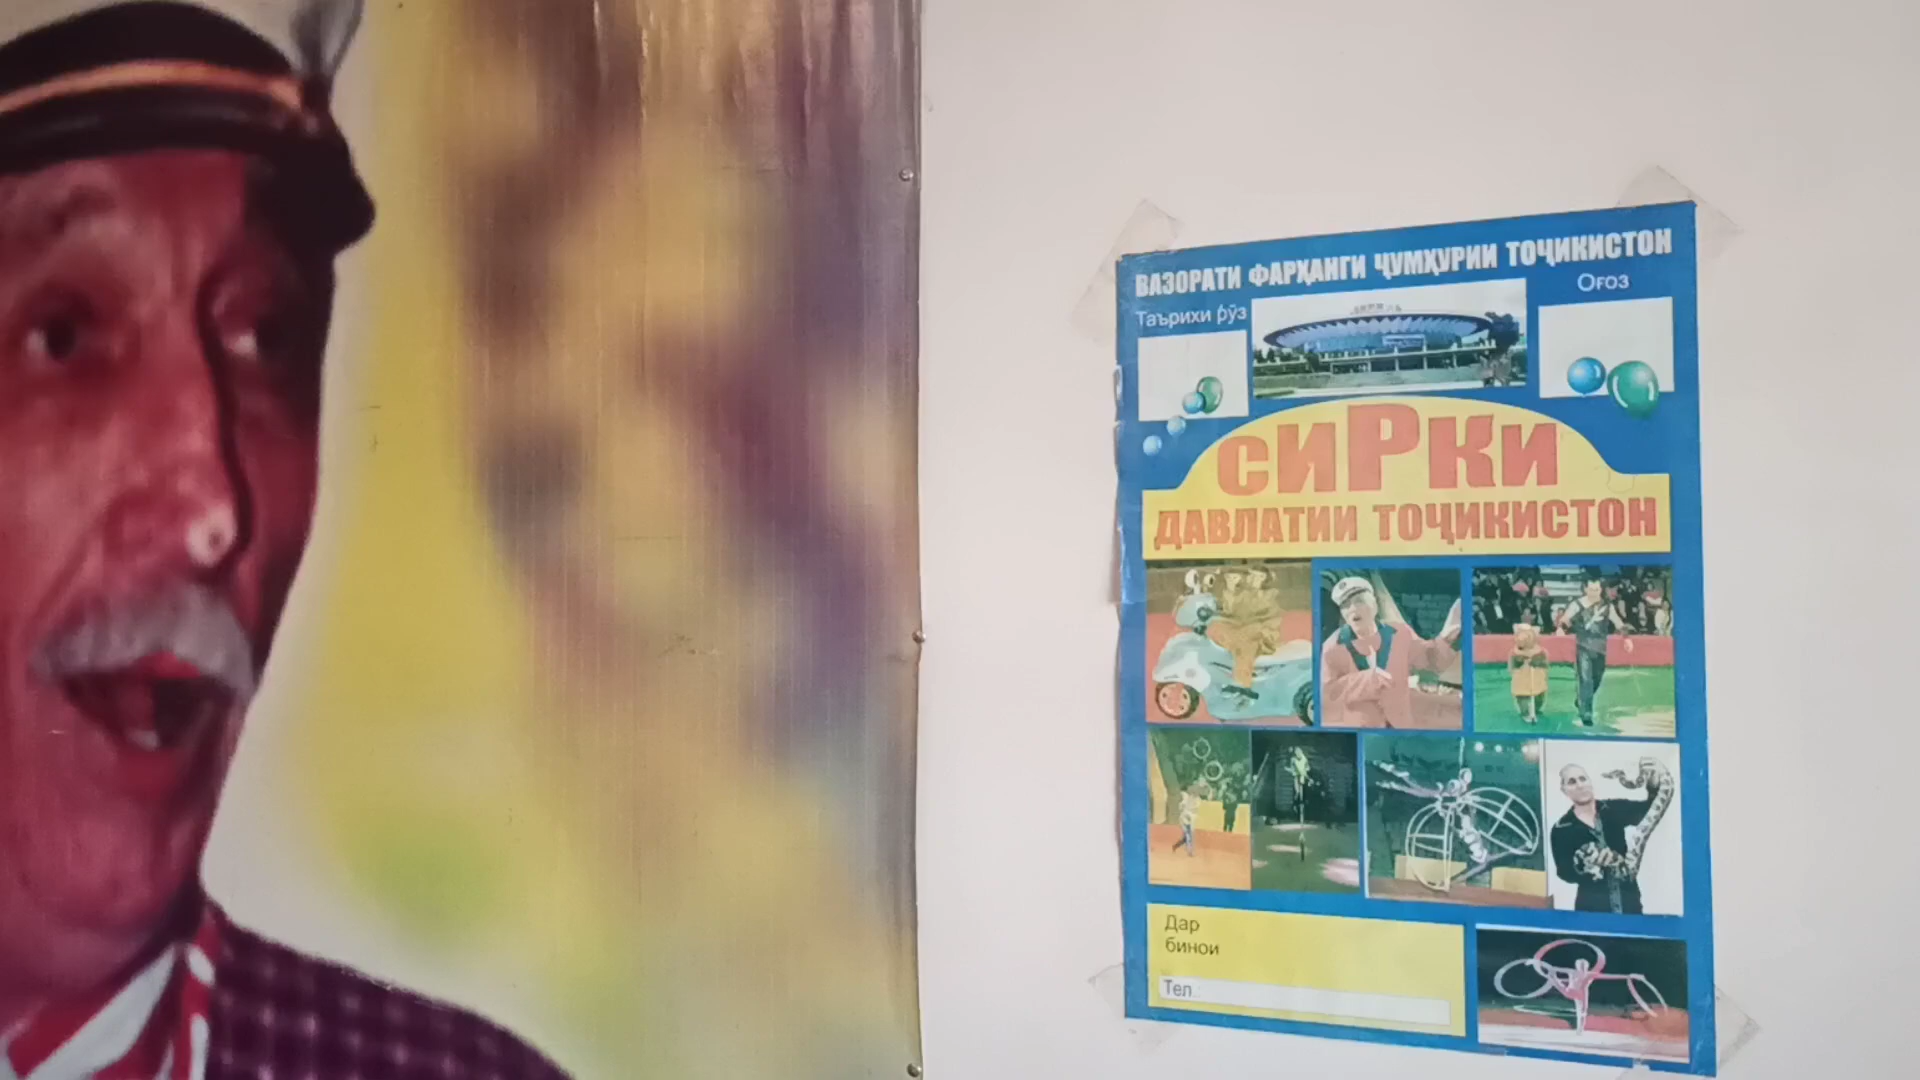 ВАЗОРАТИ ФАРҲАНГИ ҶУМҲУРИИ ТОҶИКИСТОН
Таърихи рӯз
Оғоз
СИРКИ
ДАВЛАТИИ ТОҶИКИСТОН
Дар
бинои
Тел.: